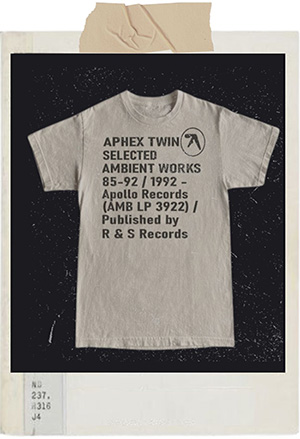 APHEX TWIN
SELECTED
AMBIENT WORKS
85-92 / 1992 -
Apollo Records
(AMB LP 3922) /
Published by
R & S Records
NO
237.
H316
J4